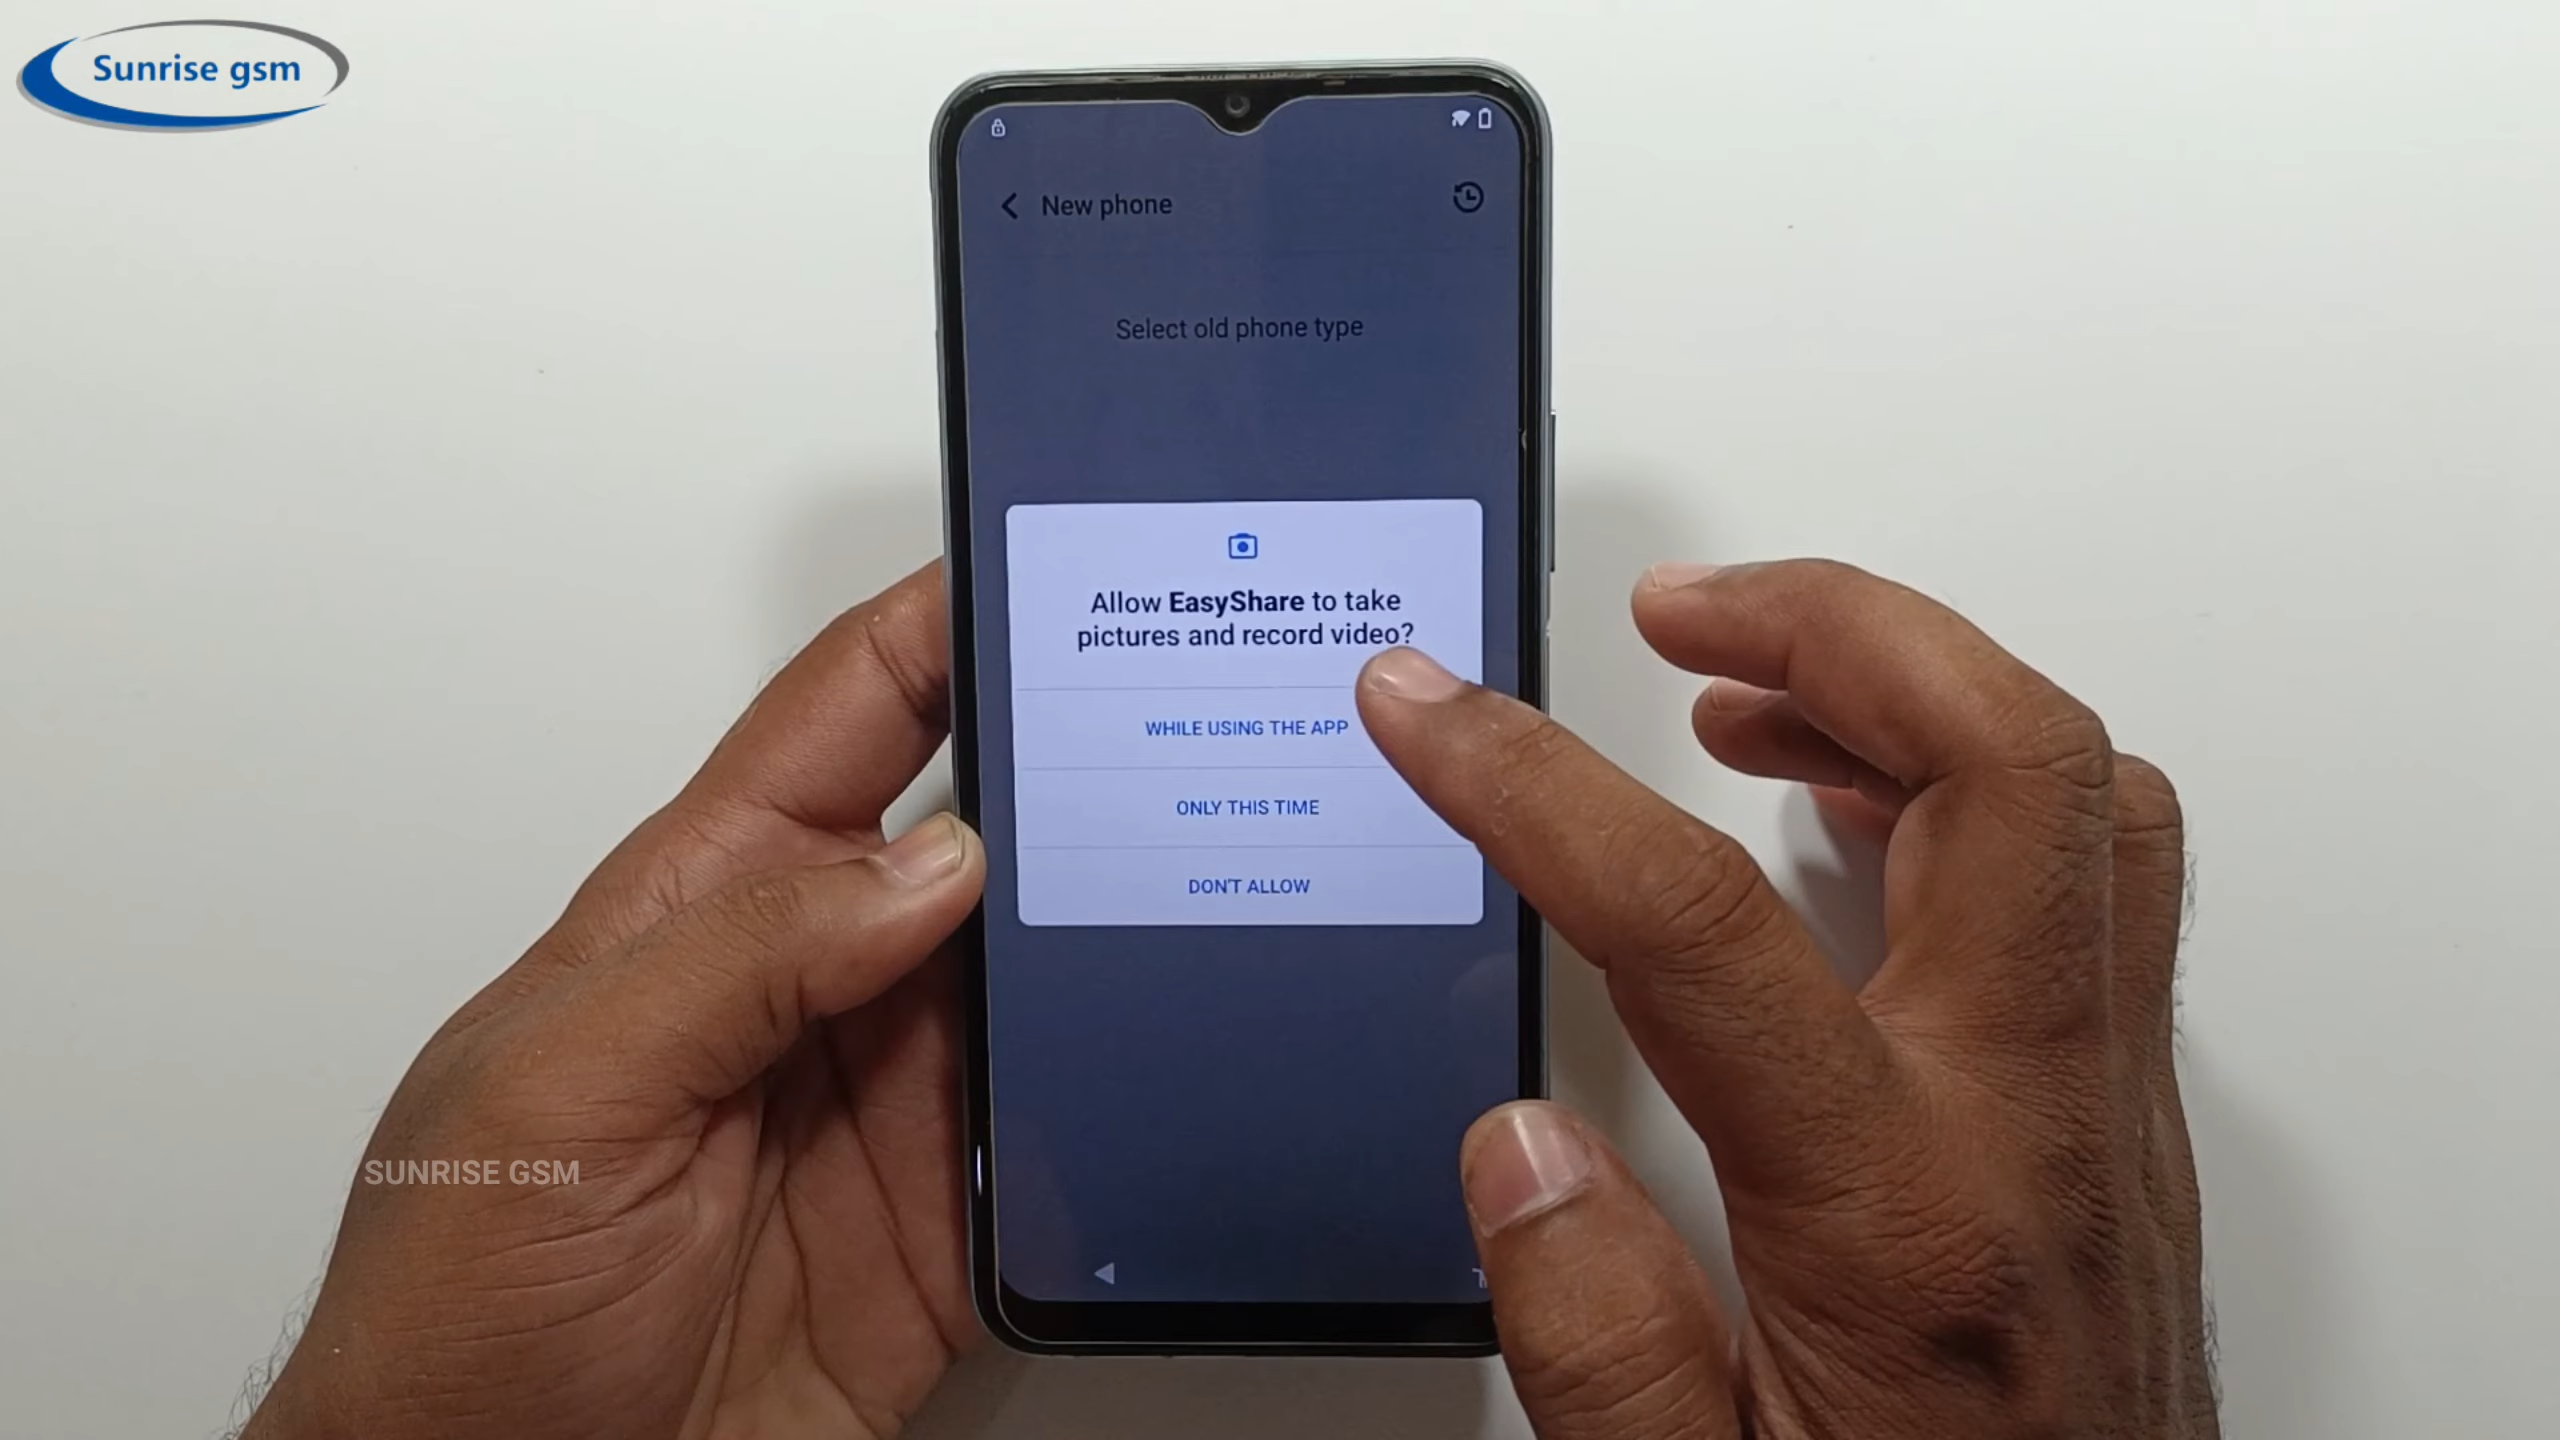 Sunrise gsm
New phone
Select old phone type
Allow EasyShare to take
pictures and record video?
WHILE USING THE APP
ONLY THIS TIME
DON'T ALLOW
SUNRISE GSM